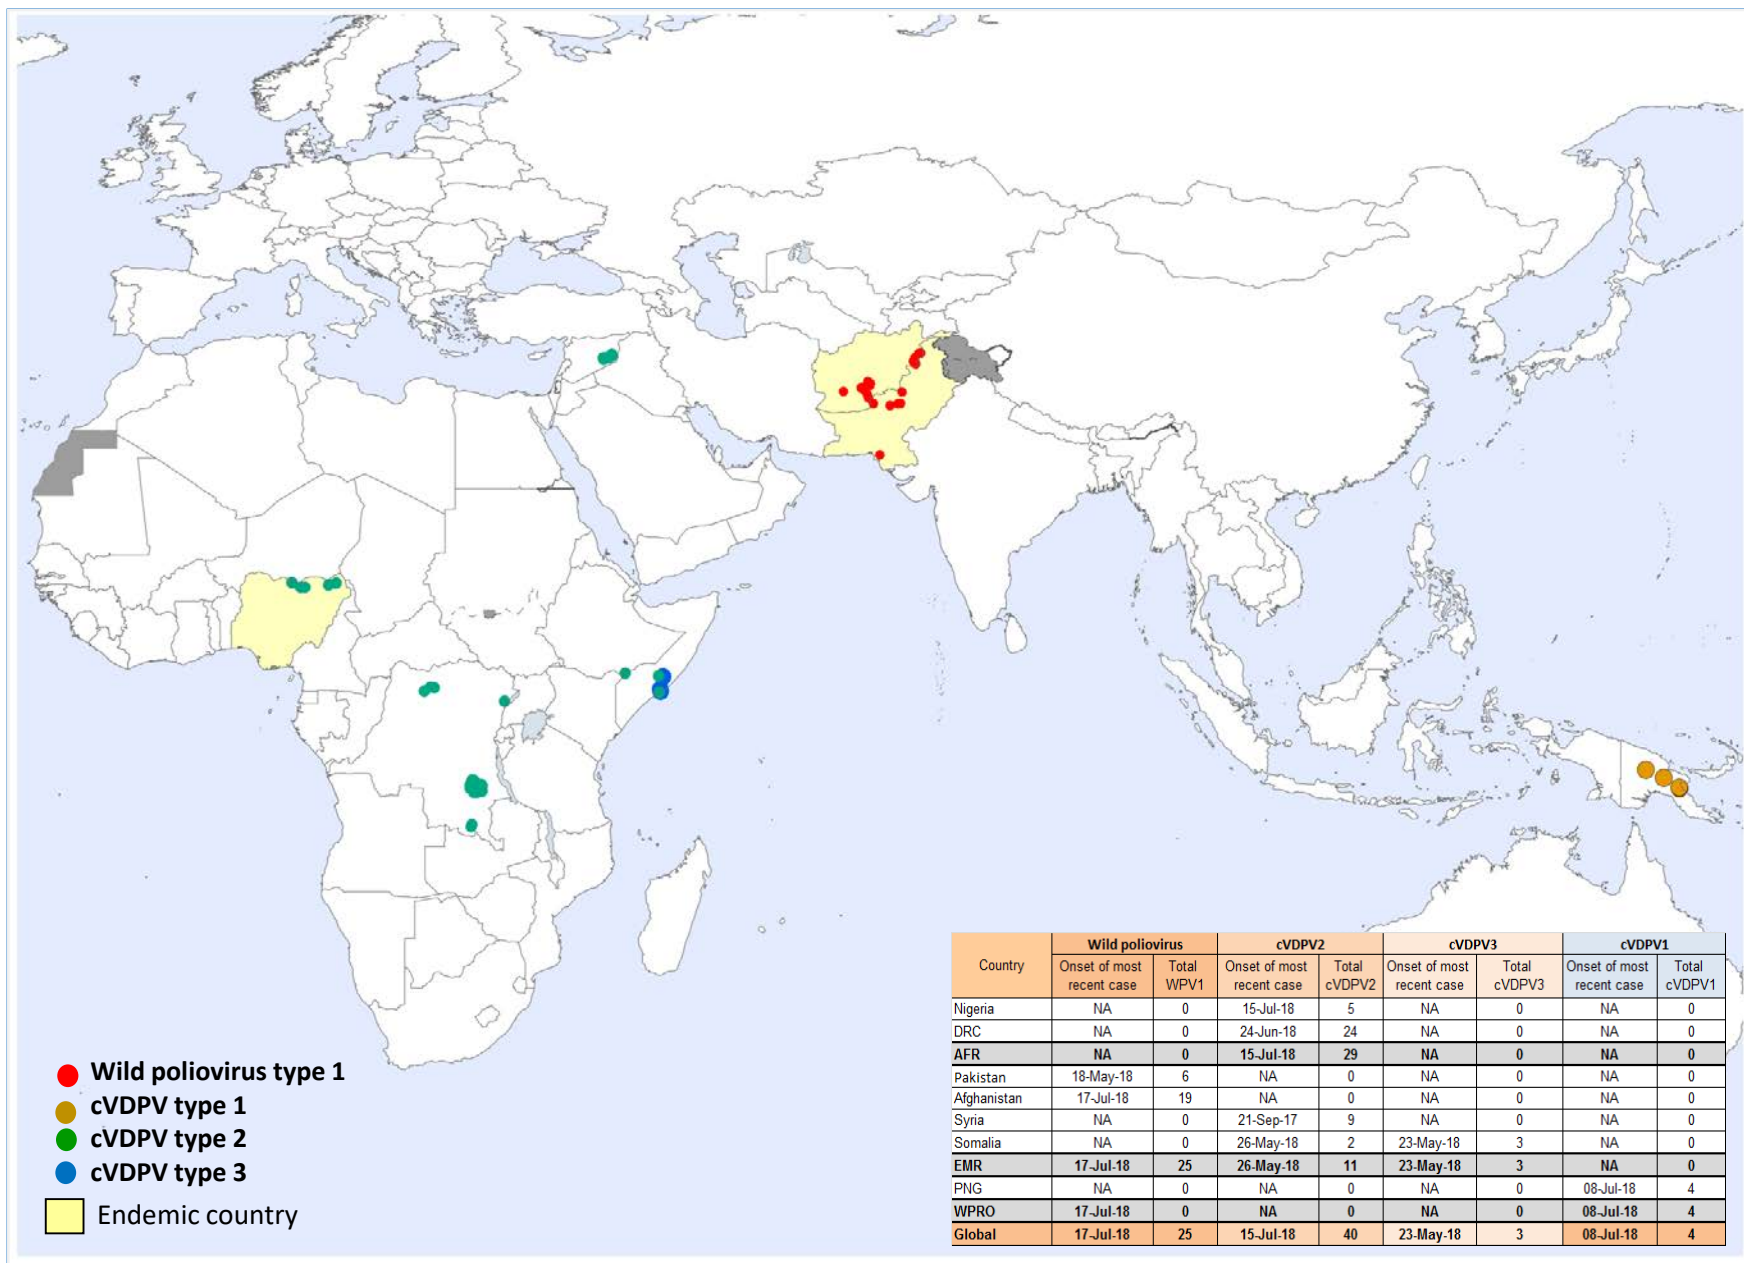 Wild poliovirus cVDPV2 cVDPV3 cVDPV1
Country Onset of most recent case Total WPV1 Onset of most recent case Total cVDPV2 Onset of most recent case Total cVDPV3 Onset of most recent case Total cVDPV1
Nigeria NA 0 15-Jul-18 5 NA 0 NA 0
DRC NA 0 24-Jun-18 24 NA 0 NA 0
AFR NA 0 15-Jul-18 29 NA 0 NA 0
Pakistan 18-May-18 6 NA 0 NA 0 NA 0
Afghanistan 17-Jul-18 19 NA 0 NA 0 NA 0
Syria NA 0 21-Sep-17 9 NA 0 NA 0
Somalia NA 0 26-May-18 2 23-May-18 3 NA 0
EMR 17-Jul-18 25 26-May-18 11 23-May-18 3 NA 0
PNG NA 0 NA 0 NA 0 08-Jul-18 4
WPRO 17-Jul-18 0 NA 0 NA 0 08-Jul-18 4
Global 17-Jul-18 25 15-Jul-18 40 23-May-18 3 08-Jul-18 4
Wild poliovirus type 1
cVDPV type 1
cVDPV type 2
cVDPV type 3
Endemic country